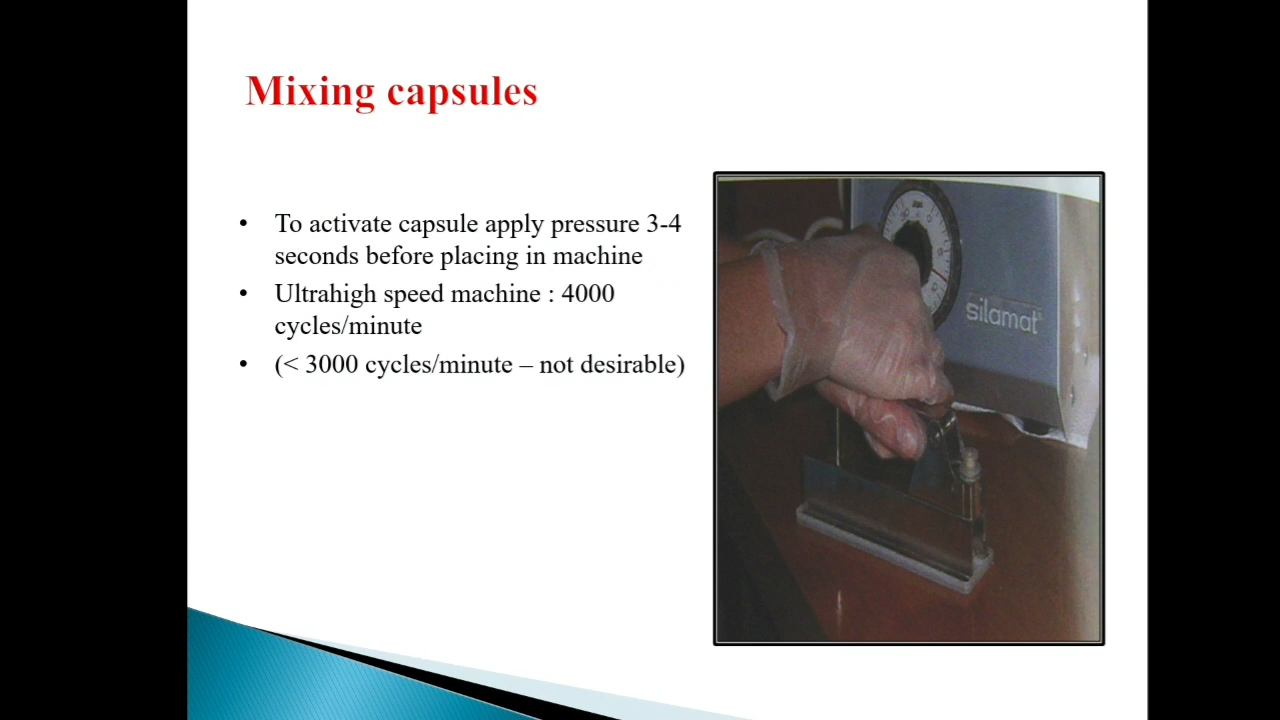 Mixing capsules
• To activate capsule apply pressure 3-4
seconds before placing in machine
• Ultrahigh speed machine : 4000
cycles/minute
• (< 3000 cycles/minute – not desirable)
silamat